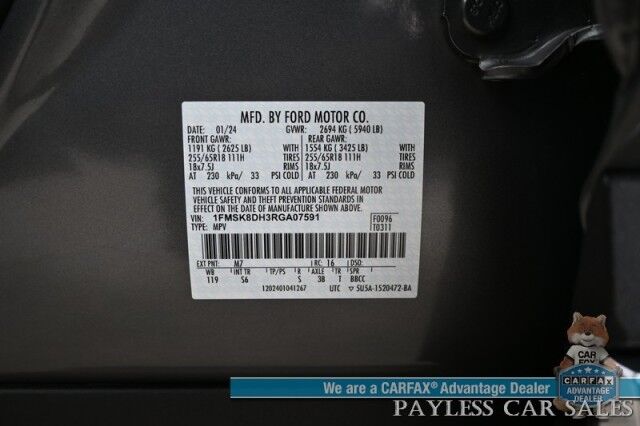 MFD. BY FORD MOTOR CO.
DATE: 01/24 GVWR: 2694 KG ( 5940 LB)
FRONT GAWR: REAR GAWR:
1191 KG ( 2625 LB) WITH 1554 KG ( 3425 LB) WITH
255/65R18 111H TIRES 255/65R18 111H TIRES
18x7.5J RIMS 18x7.5J RIMS
AT 230 kPa/ 33 PSI COLD AT 230 kPa/ 33 PSI COLD
THIS VEHICLE CONFORMS TO ALL APPLICABLE FEDERAL MOTOR
VEHICLE SAFETY AND THEFT PREVENTION STANDARDS
IN EFFECT ON THE DATE OF MANUFACTURE SHOWN ABOVE.
VIN: 1FMSK8DH3RGA07591 F0096
TYPE: MPV T0311
EXT PNT: M7 RC: 16 DSO:
WB INT TR TP/PS R AXLE TR SPR
119 S6 S 3B T BBCC
1202401041267 UTC 5U5A-1520472-BA
CAR
FOX
We are a CARFAX® Advantage Dealer
CARFAX
ADVANTAGE
DEALER
PAYLESS CAR SALES